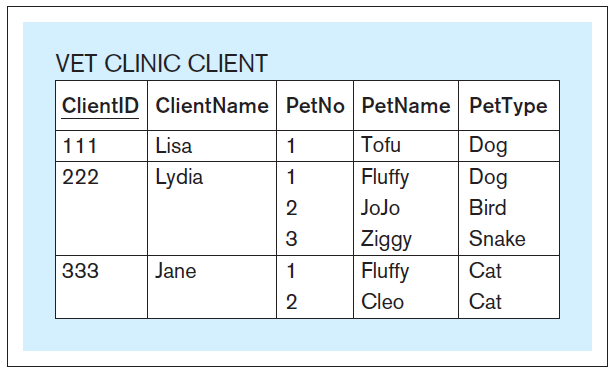 VET CLINIC CLIENT
ClientID ClientName PetNo PetName PetType
111 Lisa 1 Tofu Dog
222 Lydia 1 Fluffy Dog
2 JoJo Bird
3 Ziggy Snake
333 Jane 1 Fluffy Cat
2 Cleo Cat